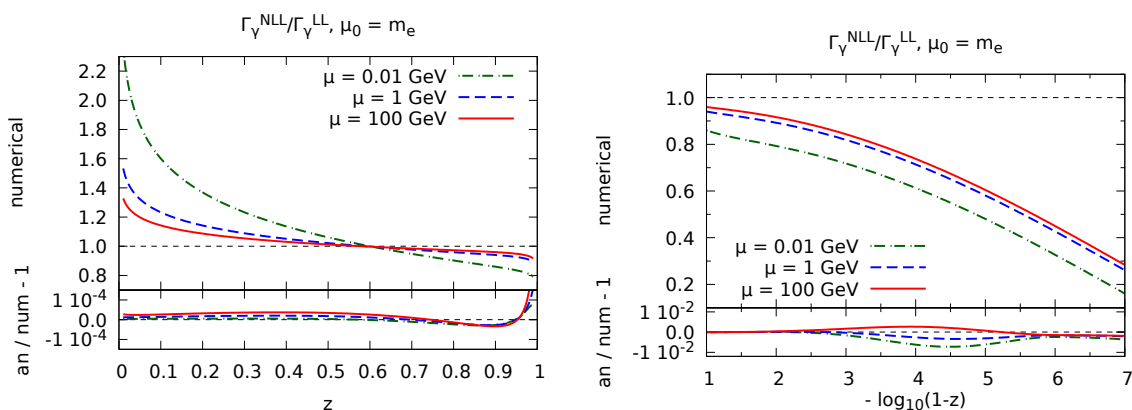 Γγ^NLL/Γγ^LL, μ0 = me
numerical
2.2
2.0
1.8
1.6
1.4
1.2
1.0
0.8
μ = 0.01 GeV
μ = 1 GeV
μ = 100 GeV
an / num - 1
1 10^-4
0.0
-1 10^-4
0 0.1 0.2 0.3 0.4 0.5 0.6 0.7 0.8 0.9 1
z
Γγ^NLL/Γγ^LL, μ0 = me
numerical
1.0
0.8
0.6
0.4
0.2
μ = 0.01 GeV
μ = 1 GeV
μ = 100 GeV
an / num - 1
1 10^-2
0.0
-1 10^-2
1 2 3 4 5 6 7
- log10(1-z)